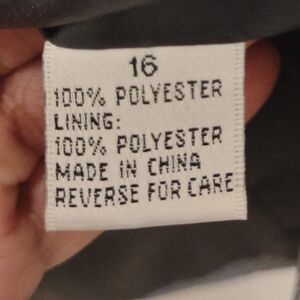 16
100% POLYESTER
LINING:
100% POLYESTER
MADE IN CHINA
REVERSE FOR CARE